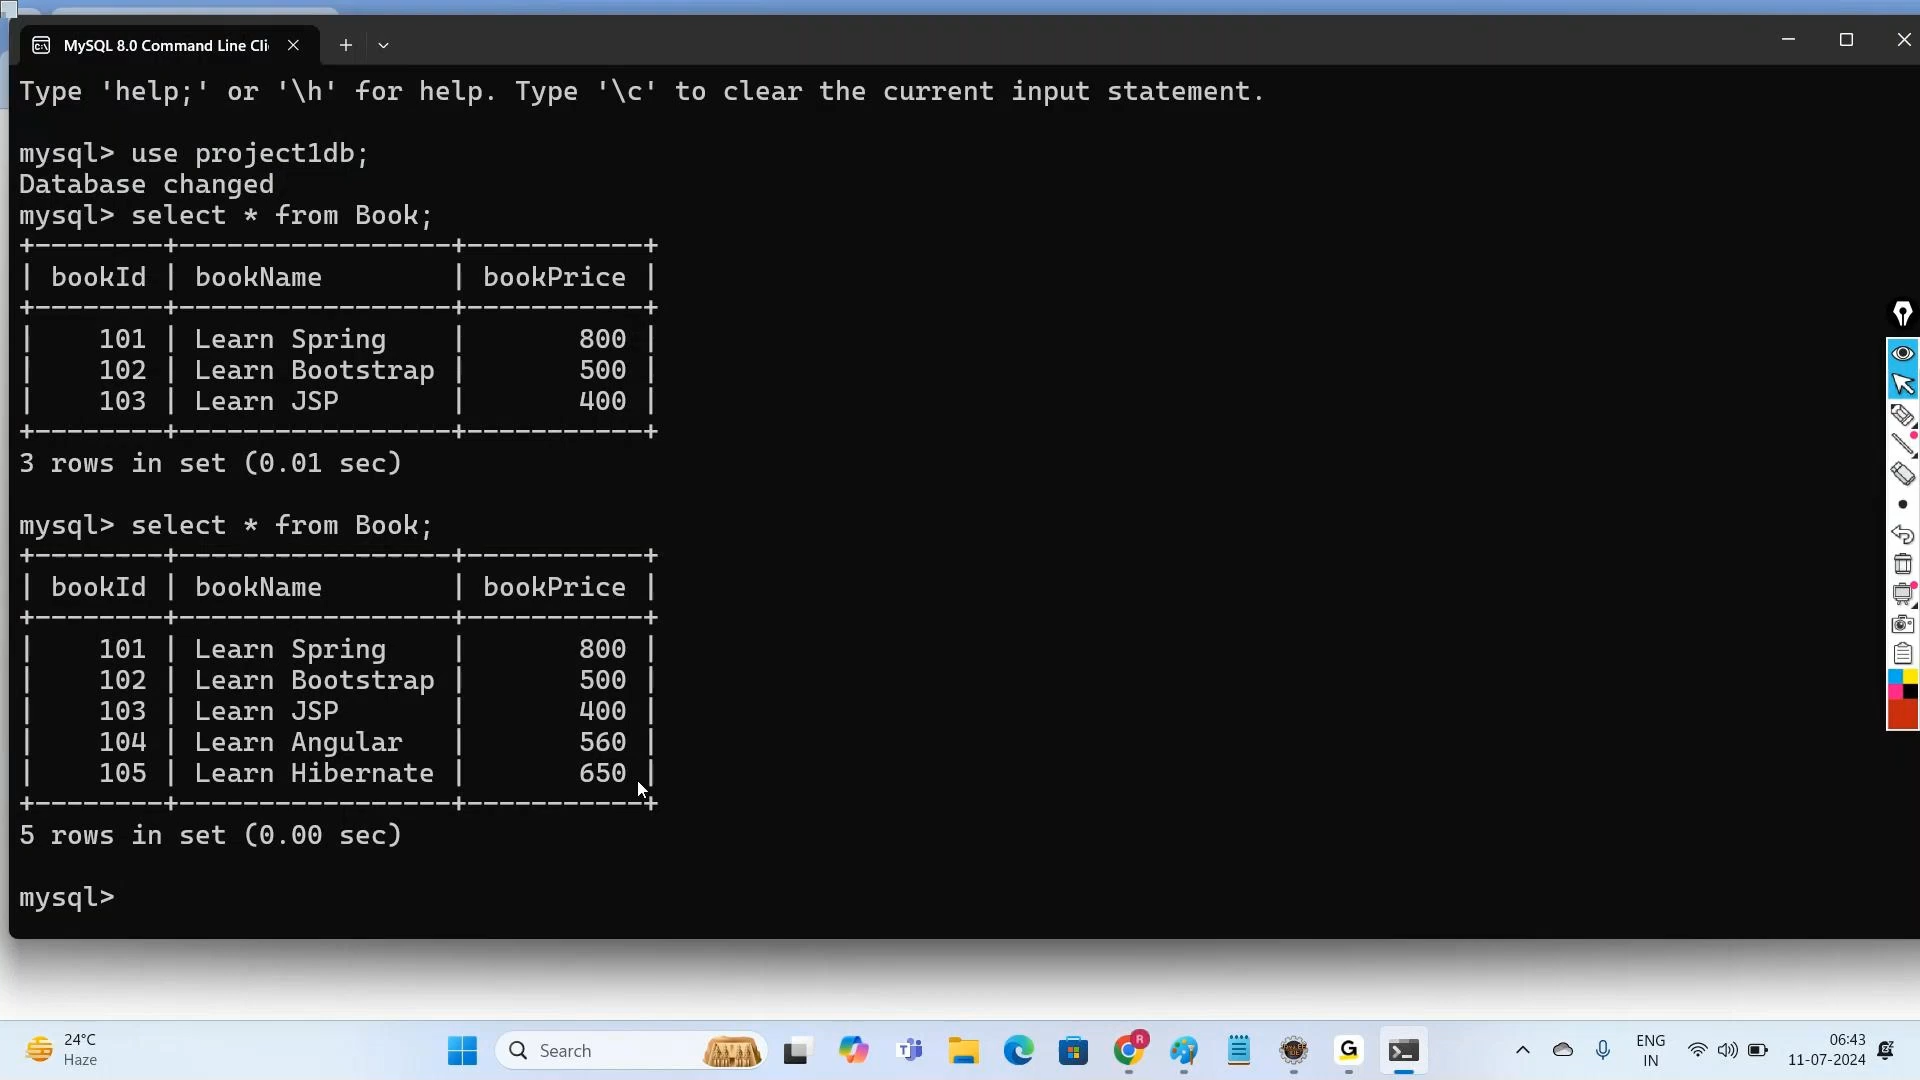 MySQL 8.0 Command Line Cli
Type 'help;' or '\h' for help. Type '\c' to clear the current input statement.
mysql> use project1db;
Database changed
mysql> select * from Book;
+--------+-----------------+-----------+
| bookId | bookName        | bookPrice |
+--------+-----------------+-----------+
|    101 | Learn Spring    |       800 |
|    102 | Learn Bootstrap |       500 |
|    103 | Learn JSP       |       400 |
+--------+-----------------+-----------+
3 rows in set (0.01 sec)
mysql> select * from Book;
+--------+-----------------+-----------+
| bookId | bookName        | bookPrice |
+--------+-----------------+-----------+
|    101 | Learn Spring    |       800 |
|    102 | Learn Bootstrap |       500 |
|    103 | Learn JSP       |       400 |
|    104 | Learn Angular   |       560 |
|    105 | Learn Hibernate |       650 |
+--------+-----------------+-----------+
5 rows in set (0.00 sec)
mysql>
24°C
Haze
Search
R
G
ENG
IN
06:43
11-07-2024